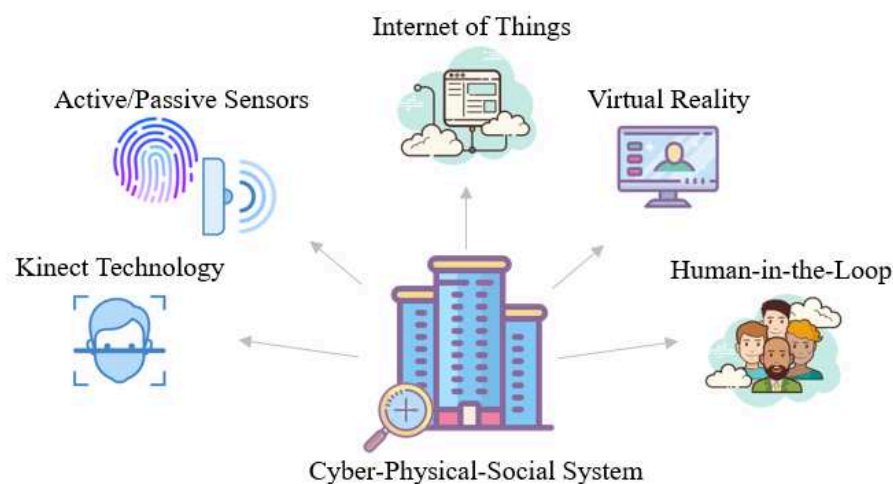 Internet of Things
Active/Passive Sensors
Virtual Reality
Kinect Technology
Human-in-the-Loop
Cyber-Physical-Social System